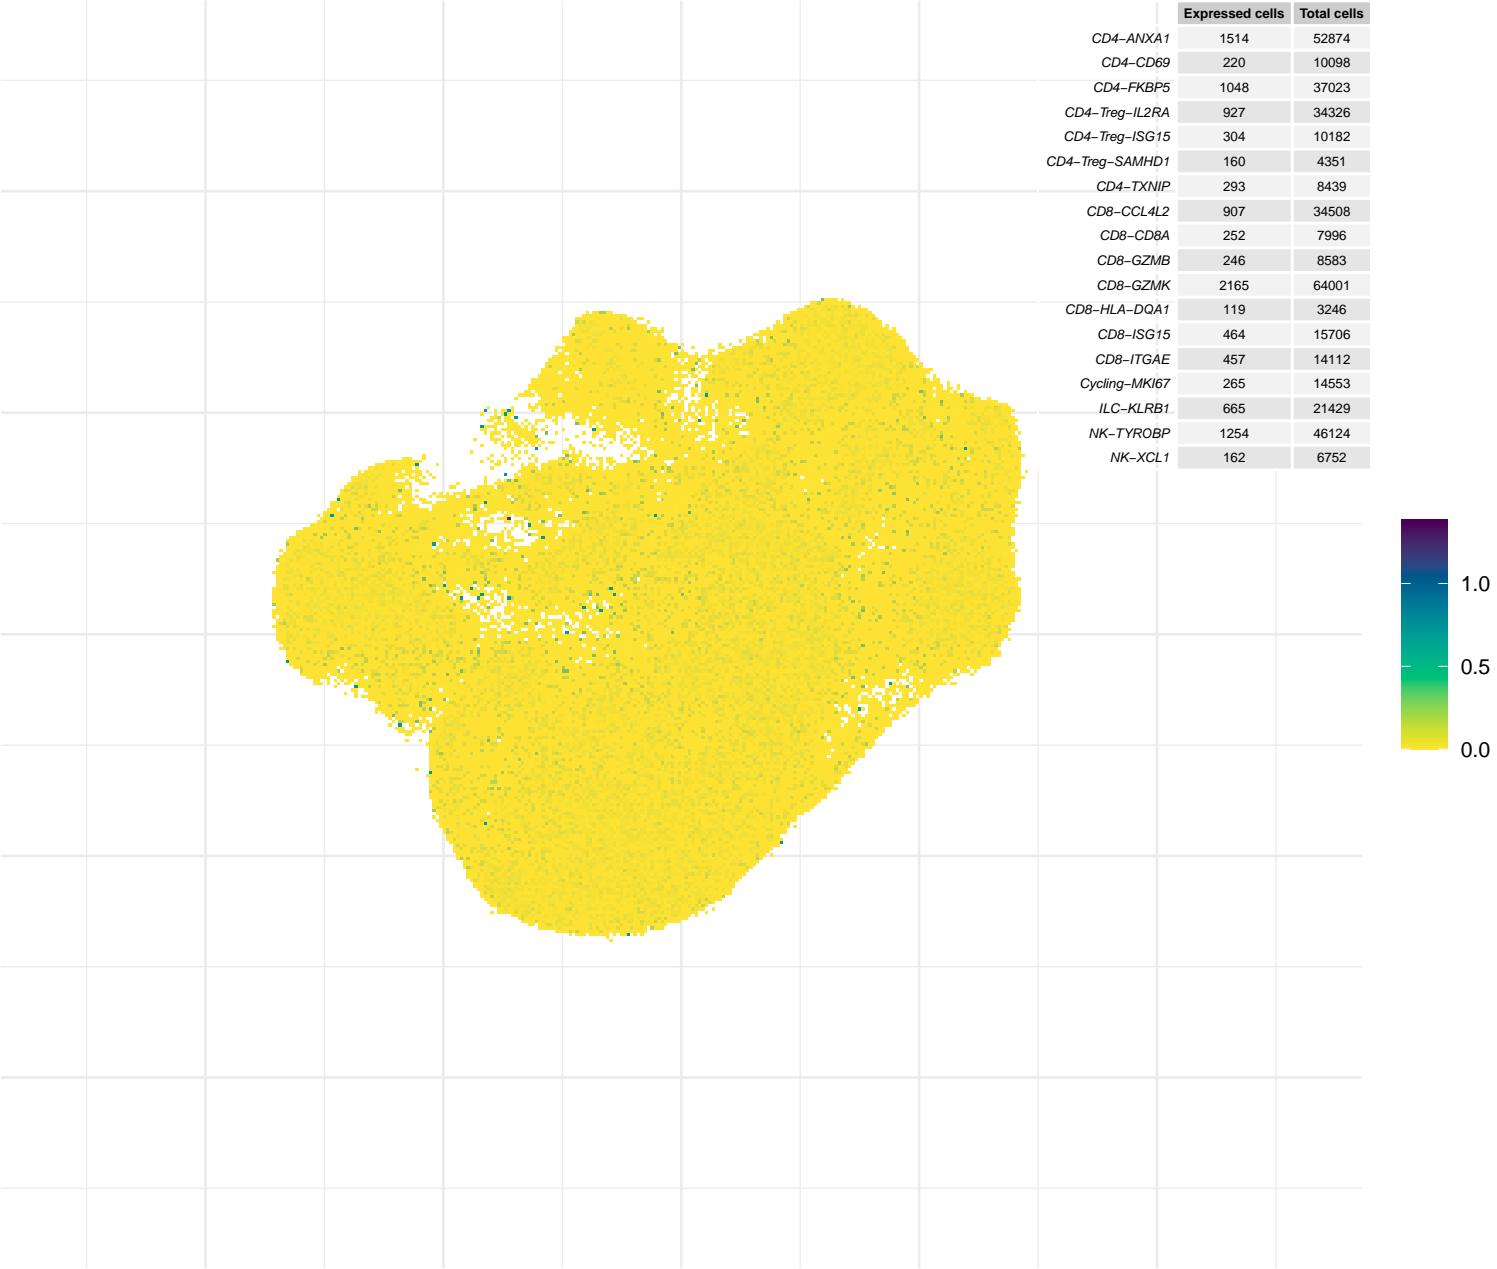 Expressed cells Total cells
CD4−ANXA1 1514 52874
CD4−CD69 220 10098
CD4−FKBP5 1048 37023
CD4−Treg−IL2RA 927 34326
CD4−Treg−ISG15 304 10182
CD4−Treg−SAMHD1 160 4351
CD4−TXNIP 293 8439
CD8−CCL4L2 907 34508
CD8−CD8A 252 7996
CD8−GZMB 246 8583
CD8−GZMK 2165 64001
CD8−HLA−DQA1 119 3246
CD8−ISG15 464 15706
CD8−ITGAE 457 14112
Cycling−MKI67 265 14553
ILC−KLRB1 665 21429
NK−TYROBP 1254 46124
NK−XCL1 162 6752
1.0
0.5
0.0